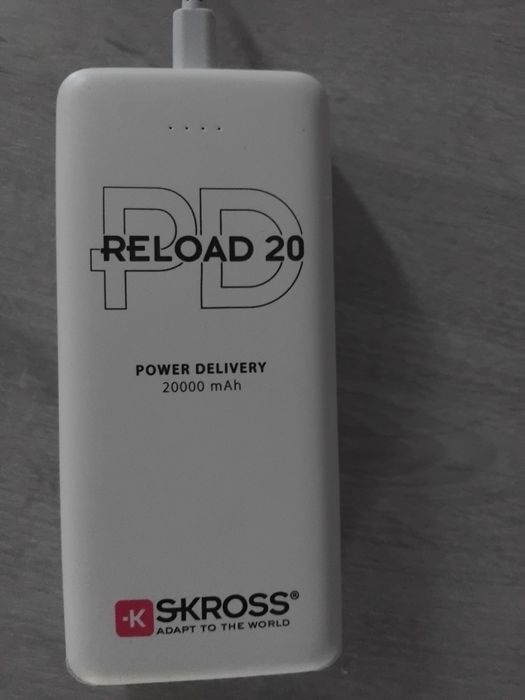 PD
RELOAD 20
POWER DELIVERY
20000 mAh
-K SKROSS®
ADAPT TO THE WORLD